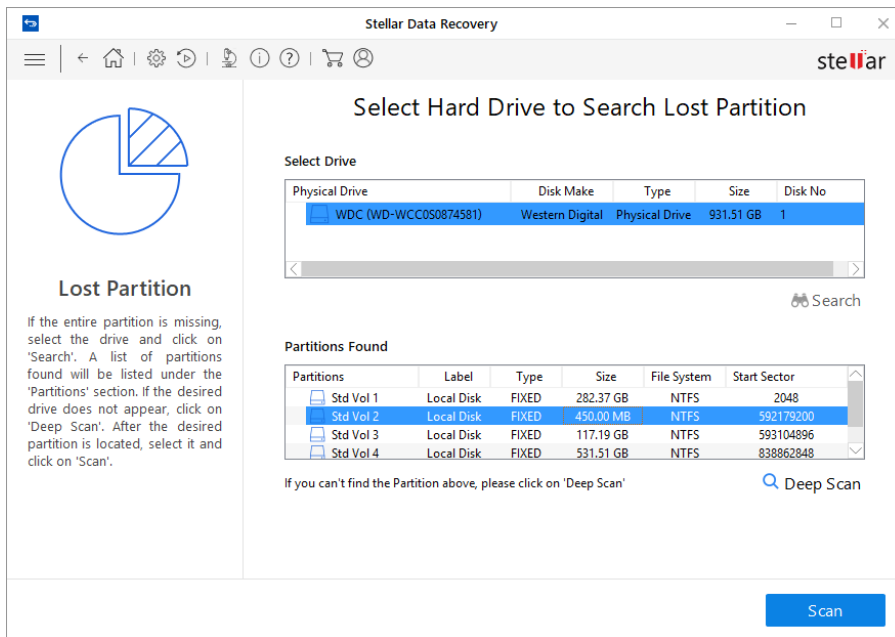 Stellar Data Recovery
stellar
Select Hard Drive to Search Lost Partition
Select Drive
Physical Drive Disk Make Type Size Disk No
WDC (WD-WCC0S0874581) Western Digital Physical Drive 931.51 GB 1
Search
Lost Partition
If the entire partition is missing,
select the drive and click on
'Search'. A list of partitions
found will be listed under the
'Partitions' section. If the desired
drive does not appear, click on
'Deep Scan'. After the desired
partition is located, select it and
click on 'Scan'.
Partitions Found
Partitions Label Type Size File System Start Sector
Std Vol 1 Local Disk FIXED 282.37 GB NTFS 2048
Std Vol 2 Local Disk FIXED 450.00 MB NTFS 592179200
Std Vol 3 Local Disk FIXED 117.19 GB NTFS 593104896
Std Vol 4 Local Disk FIXED 531.51 GB NTFS 838862848
If you can't find the Partition above, please click on 'Deep Scan'
Deep Scan
Scan